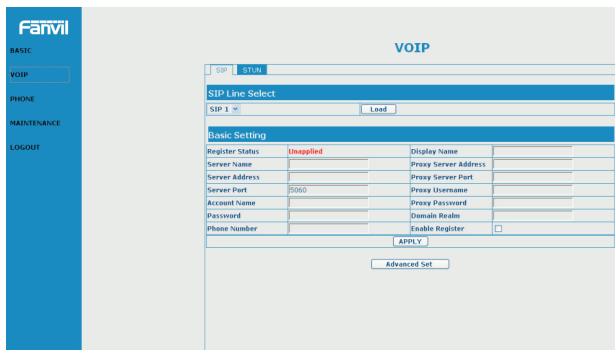 Fanvil
BASIC
VOIP
PHONE
MAINTENANCE
LOGOUT
VOIP
SIP STUN
SIP Line Select
SIP 1 Load
Basic Setting
Register Status Unapplied Display Name
Server Name Proxy Server Address
Server Address Proxy Server Port
Server Port 5060 Proxy Username
Account Name Proxy Password
Password Domain Realm
Phone Number Enable Register
APPLY
Advanced Set